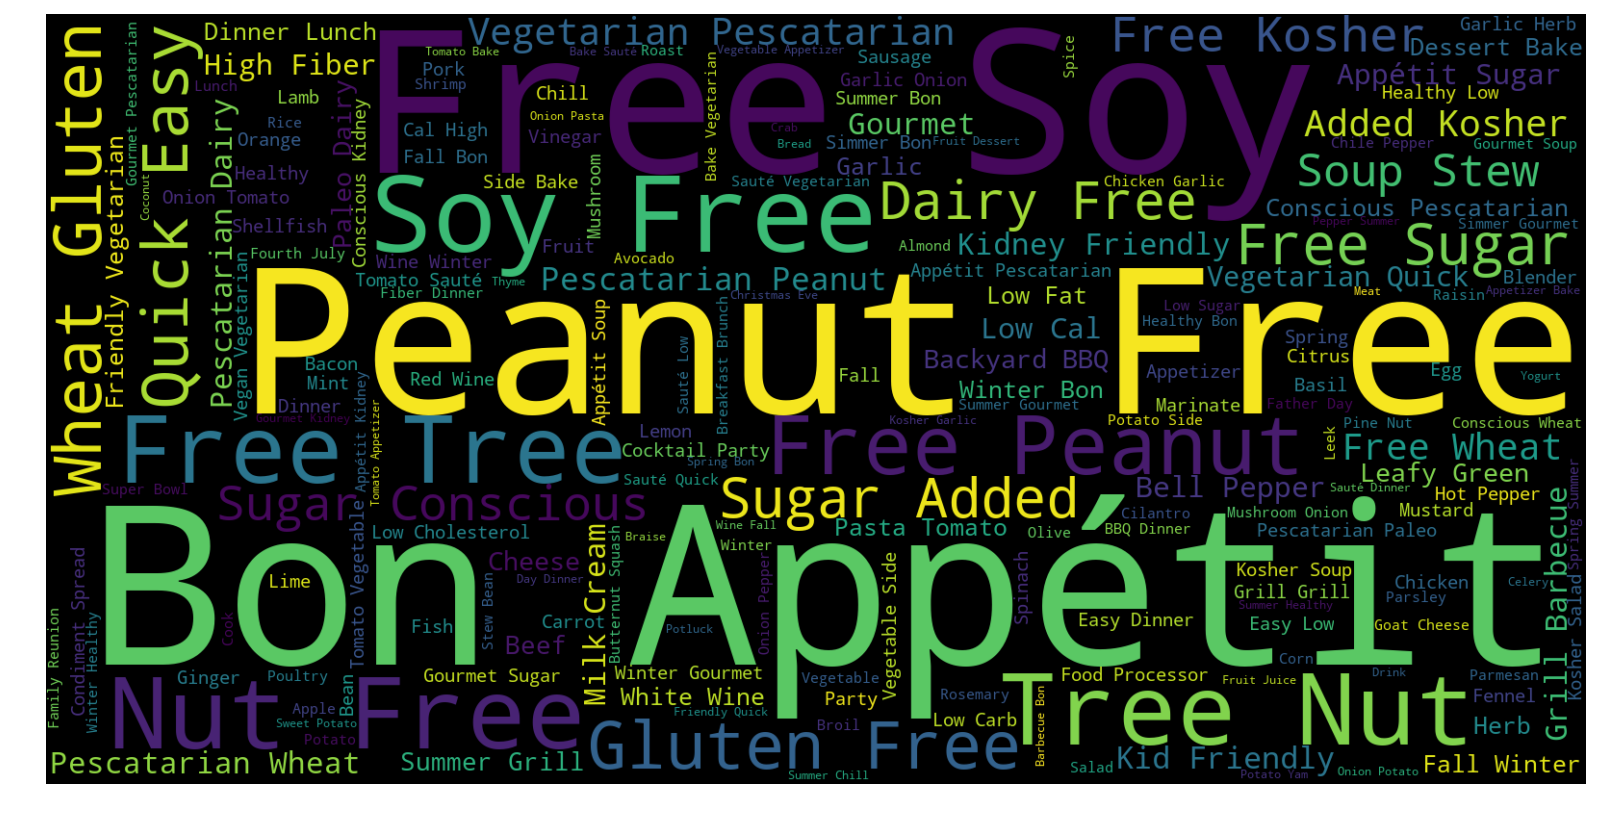 Wheat Gluten
Friendly Vegetarian
Gourmet Pescatarian
Coconut
Quick Easy
Dinner Lunch
High Fiber
Lunch
Pescatarian Dairy
Vegan Vegetarian
Lamb
Rice
Orange
Healthy
Onion Tomato
Shellfish
Fourth July
Paleo Dairy
Conscious Kidney
Vegetarian Pescatarian
Tomato Bake
Bake Sauté
Roast
Vegetable Appetizer
Pork
Shrimp
Cal High
Fall Bon
Free Soy
Chill
Onion Pasta
Vinegar
Side Bake
Mushroom
Bake Vegetarian
Sausage
Garlic Onion
Summer Bon
Gourmet
Crab
Bread
Simmer Bon
Fruit Dessert
Garlic
Spice
Free Kosher
Garlic Herb
Dessert Bake
Appétit Sugar
Healthy Low
Added Kosher
Chile Pepper
Gourmet Soup
Soup Stew
Sauté Vegetarian
Chicken Garlic
Soy Free
Dairy Free
Conscious Pescatarian
Pepper Summer
Simmer Gourmet
Fruit
Almond
Kidney Friendly
Free Sugar
Wine Winter
Avocado
Tomato Sauté
Thyme
Fiber Dinner
Pescatarian Peanut
Appétit Pescatarian
Vegetarian Quick
Blender
Christmas Eve
Low Fat
Low Sugar
Meat
Raisin
Appetizer Bake
Peanut Free
Appétit Soup
Sauté Low
Breakfast Brunch
Low Cal
Healthy Bon
Spring
Citrus
Backyard BBQ
Appetizer
Egg
Yogurt
Bacon
Mint
Red Wine
Fall
Winter Bon
Basil
Dinner
Gourmet Kidney
Appétit Kidney
Tomato Vegetable
Tomato Appetizer
Summer Gourmet
Marinate
Father Day
Kosher Garlic
Potato Side
Pine Nut
Conscious Wheat
Free Tree
Lemon
Cocktail Party
Spring Bon
Free Peanut
Leek
Free Wheat
Leafy Green
Super Bowl
Sugar Conscious
Sauté Quick
Sugar Added
Bell Pepper
Sauté Dinner
Hot Pepper
Mustard
Low Cholesterol
Wine Fall
Pasta Tomato
Olive
BBQ Dinner
Cilantro
Mushroom Onion
Pescatarian Paleo
Spring Summer
Grill Barbecue
Kosher Salad
Bon Appétit
Condiment Spread
Family Reunion
Winter Healthy
Lime
Cook
Cheese
Day Dinner
Braise
Winter
Stew Bean
Milk Cream
Butternut Squash
Onion Pepper
Potluck
Vegetable Side
Spinach
Kosher Soup
Grill Grill
Summer Healthy
Chicken
Parsley
Celery
Fish
Beef
Carrot
Easy Dinner
Easy Low
Goat Cheese
Ginger
Poultry
Bean
Gourmet Sugar
Winter Gourmet
Vegetable
Food Processor
Corn
Fruit Juice
Drink
Parmesan
Nut Free
Apple
Sweet Potato
Potato
White Wine
Friendly Quick
Party
Broil
Rosemary
Low Carb
Barbecue Bon
Tree Nut
Fennel
Herb
Gluten Free
Pescatarian Wheat
Summer Grill
Summer Chill
Salad
Kid Friendly
Potato Yam
Onion Potato
Fall Winter